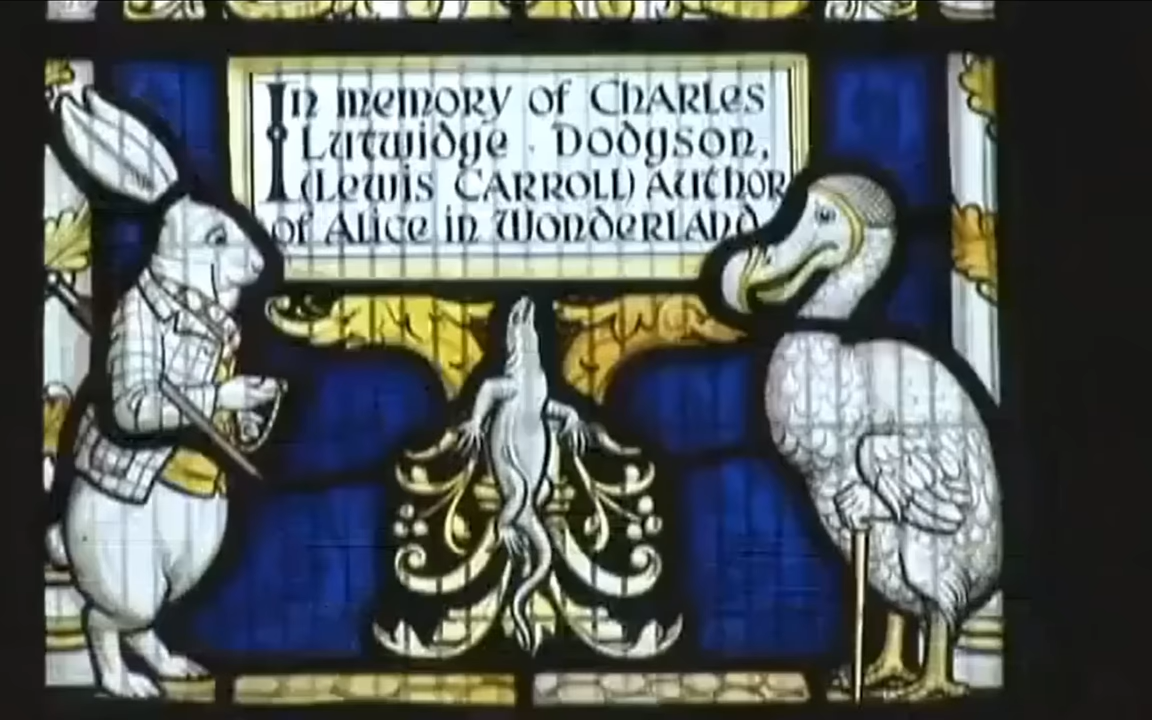 In memory of Charles
Lutwidge · Dodgson,
(Lewis Carroll) author
of Alice in Wonderland